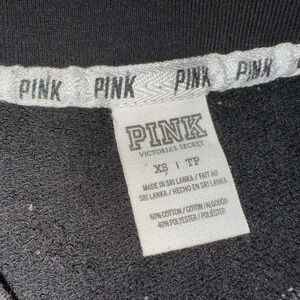 PINK PINK PINK PINK PINK
PINK
VICTORIA'S SECRET
XS | TP
MADE IN SRI LANKA / FAIT AU
SRI LANKA / HECHO EN SRI LANKA
60% COTTON / COTON / ALGODÓN
40% POLYESTER / POLIÉSTER